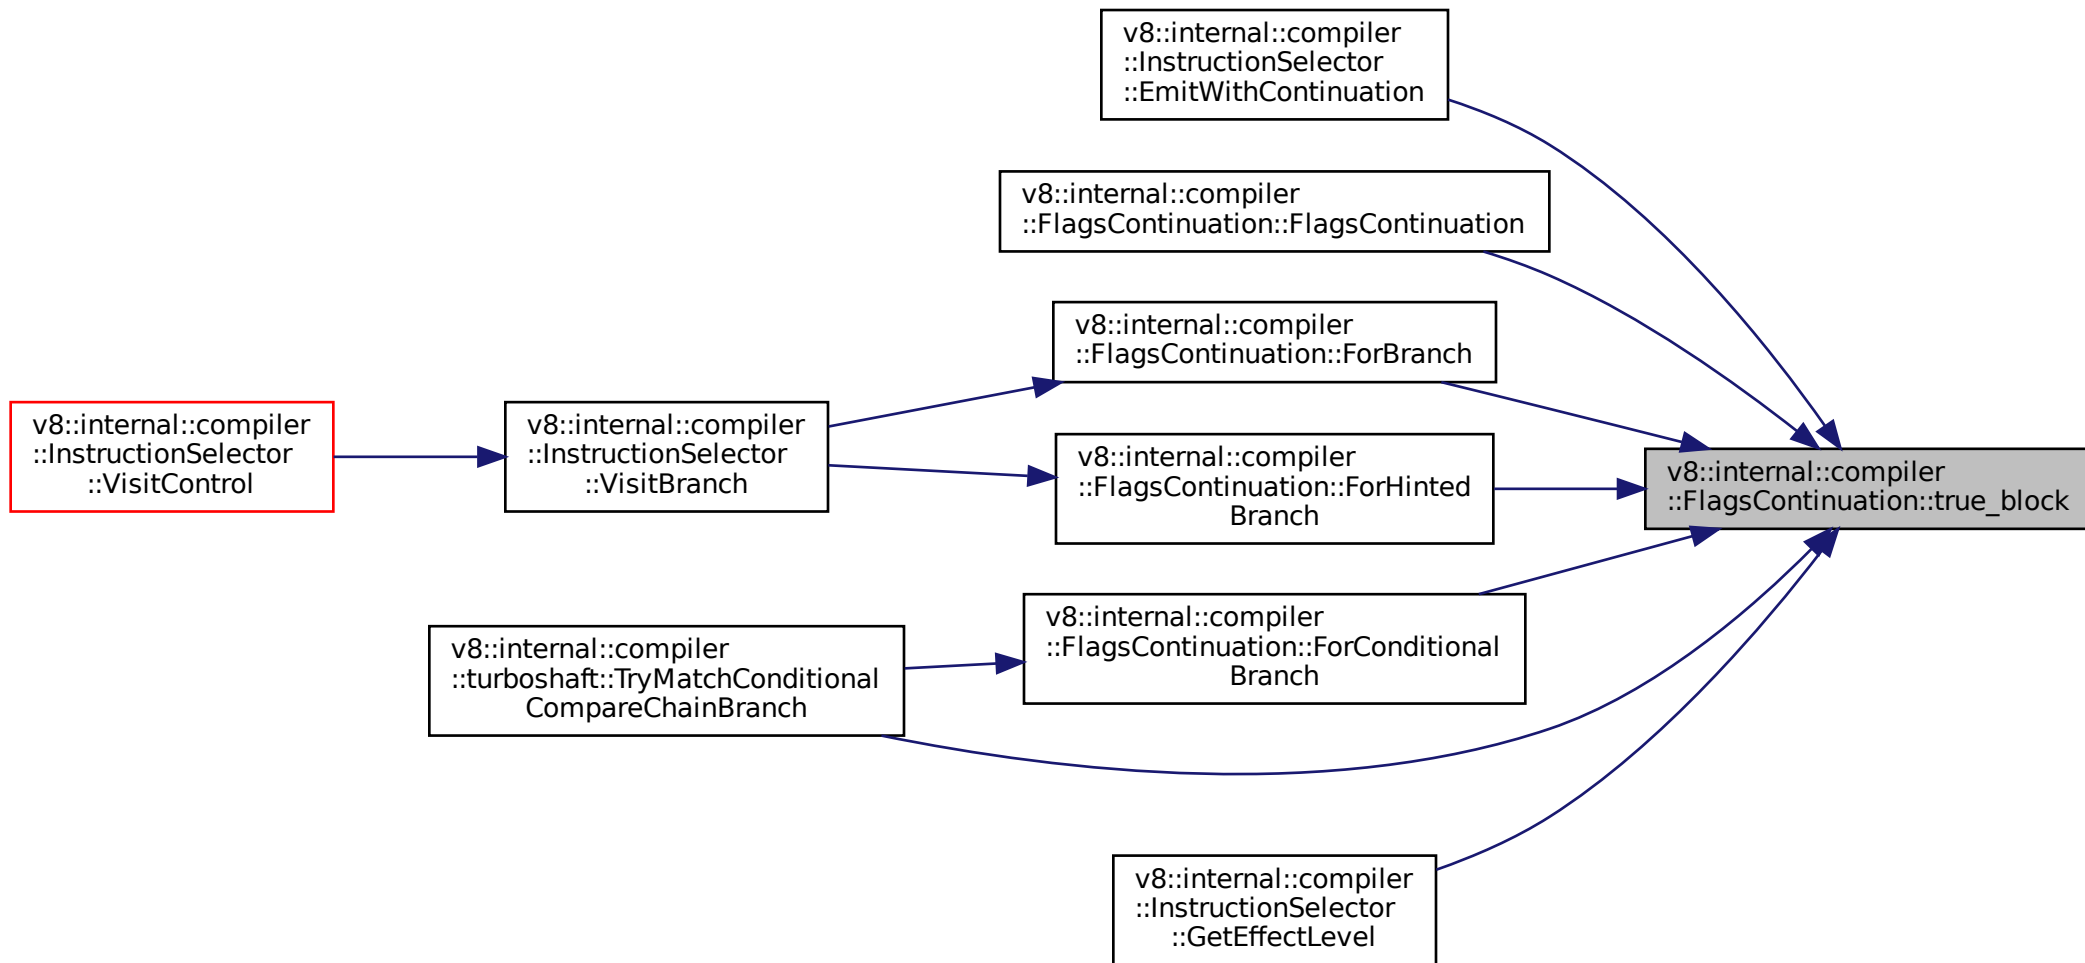 v8::internal::compiler
::InstructionSelector
::EmitWithContinuation
v8::internal::compiler
::FlagsContinuation::FlagsContinuation
v8::internal::compiler
::FlagsContinuation::ForBranch
v8::internal::compiler
::InstructionSelector
::VisitControl
v8::internal::compiler
::InstructionSelector
::VisitBranch
v8::internal::compiler
::FlagsContinuation::ForHinted
Branch
v8::internal::compiler
::FlagsContinuation::true_block
v8::internal::compiler
::FlagsContinuation::ForConditional
Branch
v8::internal::compiler
::turboshaft::TryMatchConditional
CompareChainBranch
v8::internal::compiler
::InstructionSelector
::GetEffectLevel